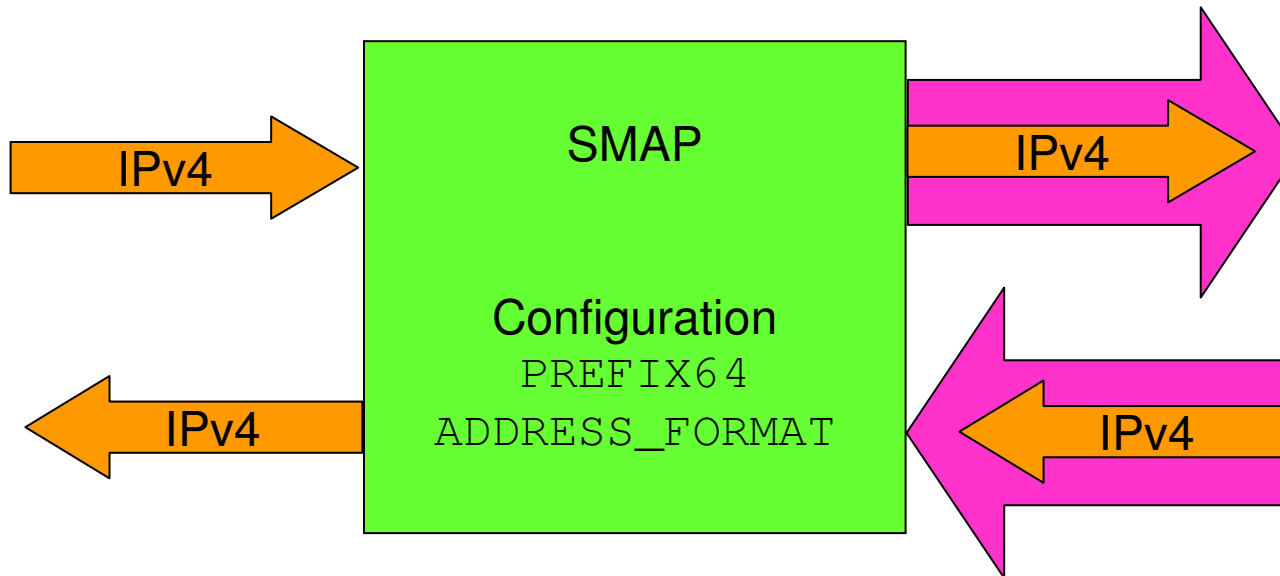 SMAP
IPv4
IPv4
Configuration
PREFIX64
ADDRESS_FORMAT
IPv4
IPv4